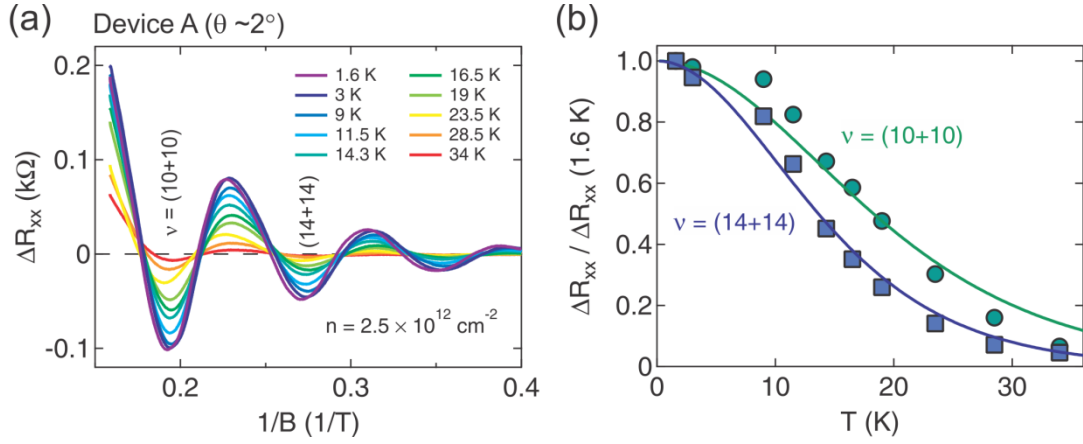 (a)
Device A (θ ~2°)
ΔRxx (kΩ)
0.2
0.1
0
-0.1
1.6 K
3 K
9 K
11.5 K
14.3 K
16.5 K
19 K
23.5 K
28.5 K
34 K
ν = (10+10)
(14+14)
n = 2.5 × 10¹² cm⁻²
0.2
0.3
0.4
1/B (1/T)
(b)
ΔRxx / ΔRxx (1.6 K)
1.0
0.8
0.6
0.4
0.2
0
ν = (10+10)
ν = (14+14)
0
10
20
30
T (K)